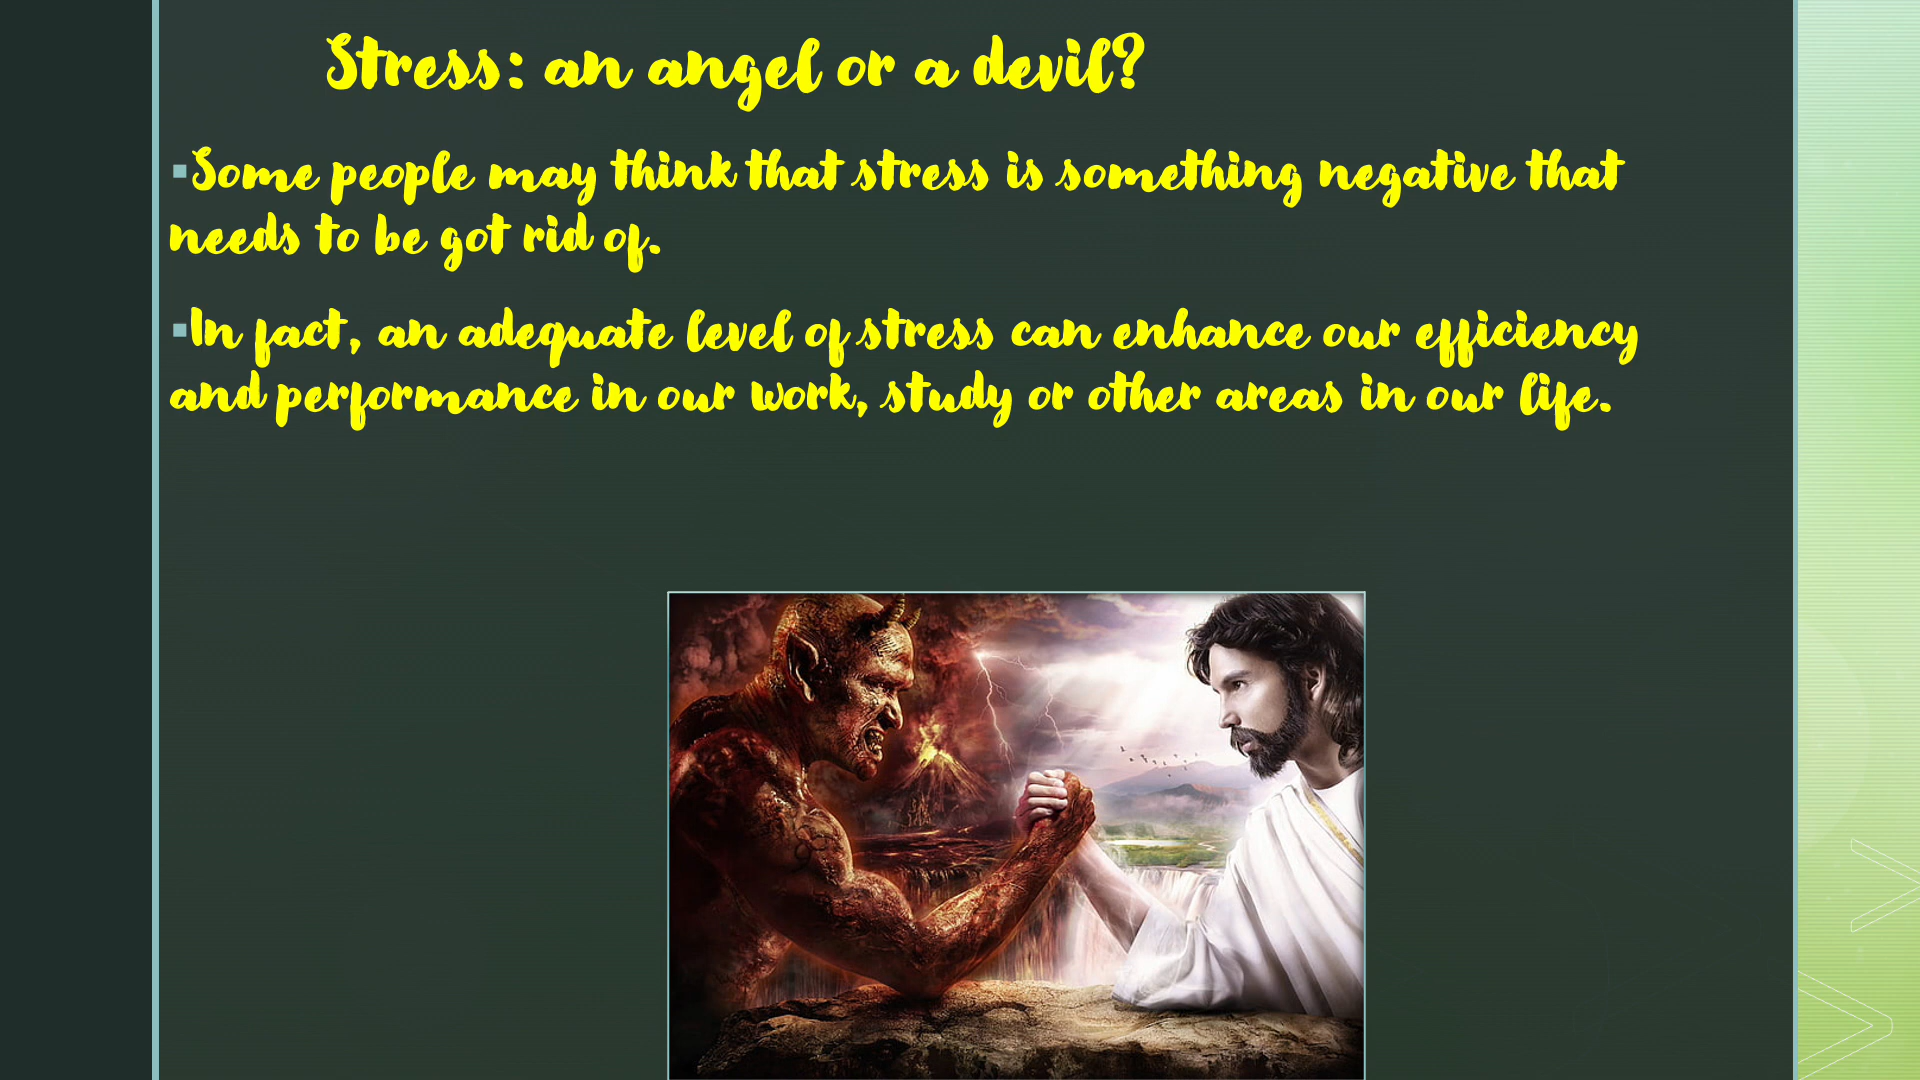 Stress: an angel or a devil?
▪Some people may think that stress is something negative that
needs to be got rid of.
▪In fact, an adequate level of stress can enhance our efficiency
and performance in our work, study or other areas in our life.